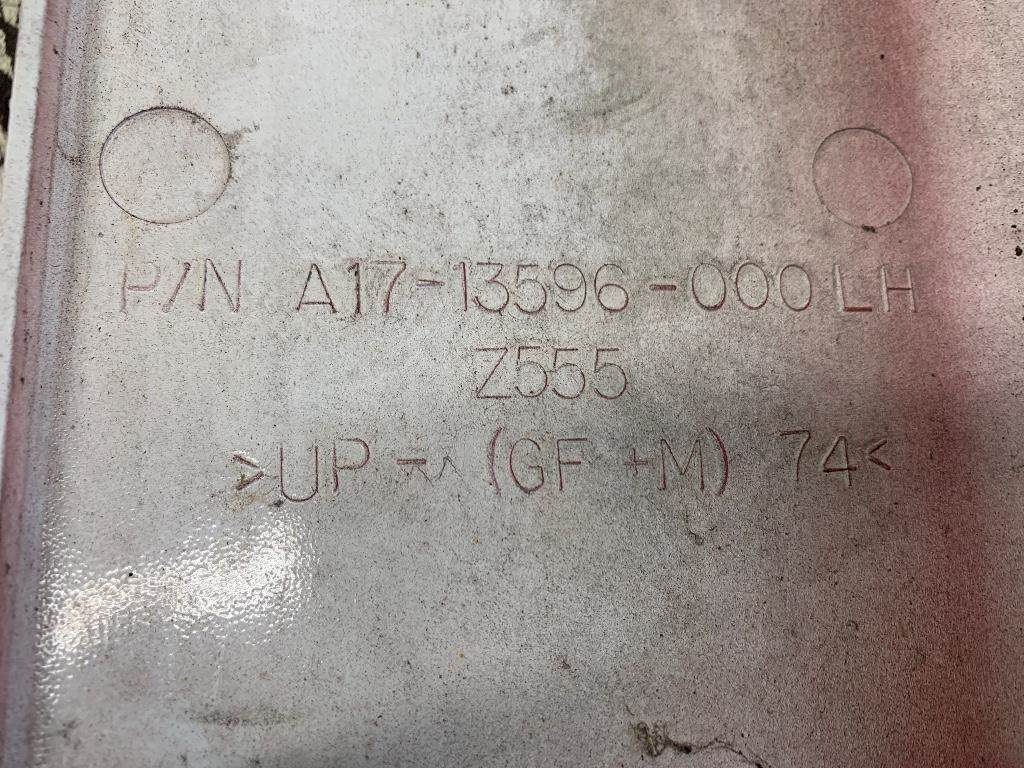 P/N A17-13596-000 LH
Z555
>UP - (GF +M) 74<